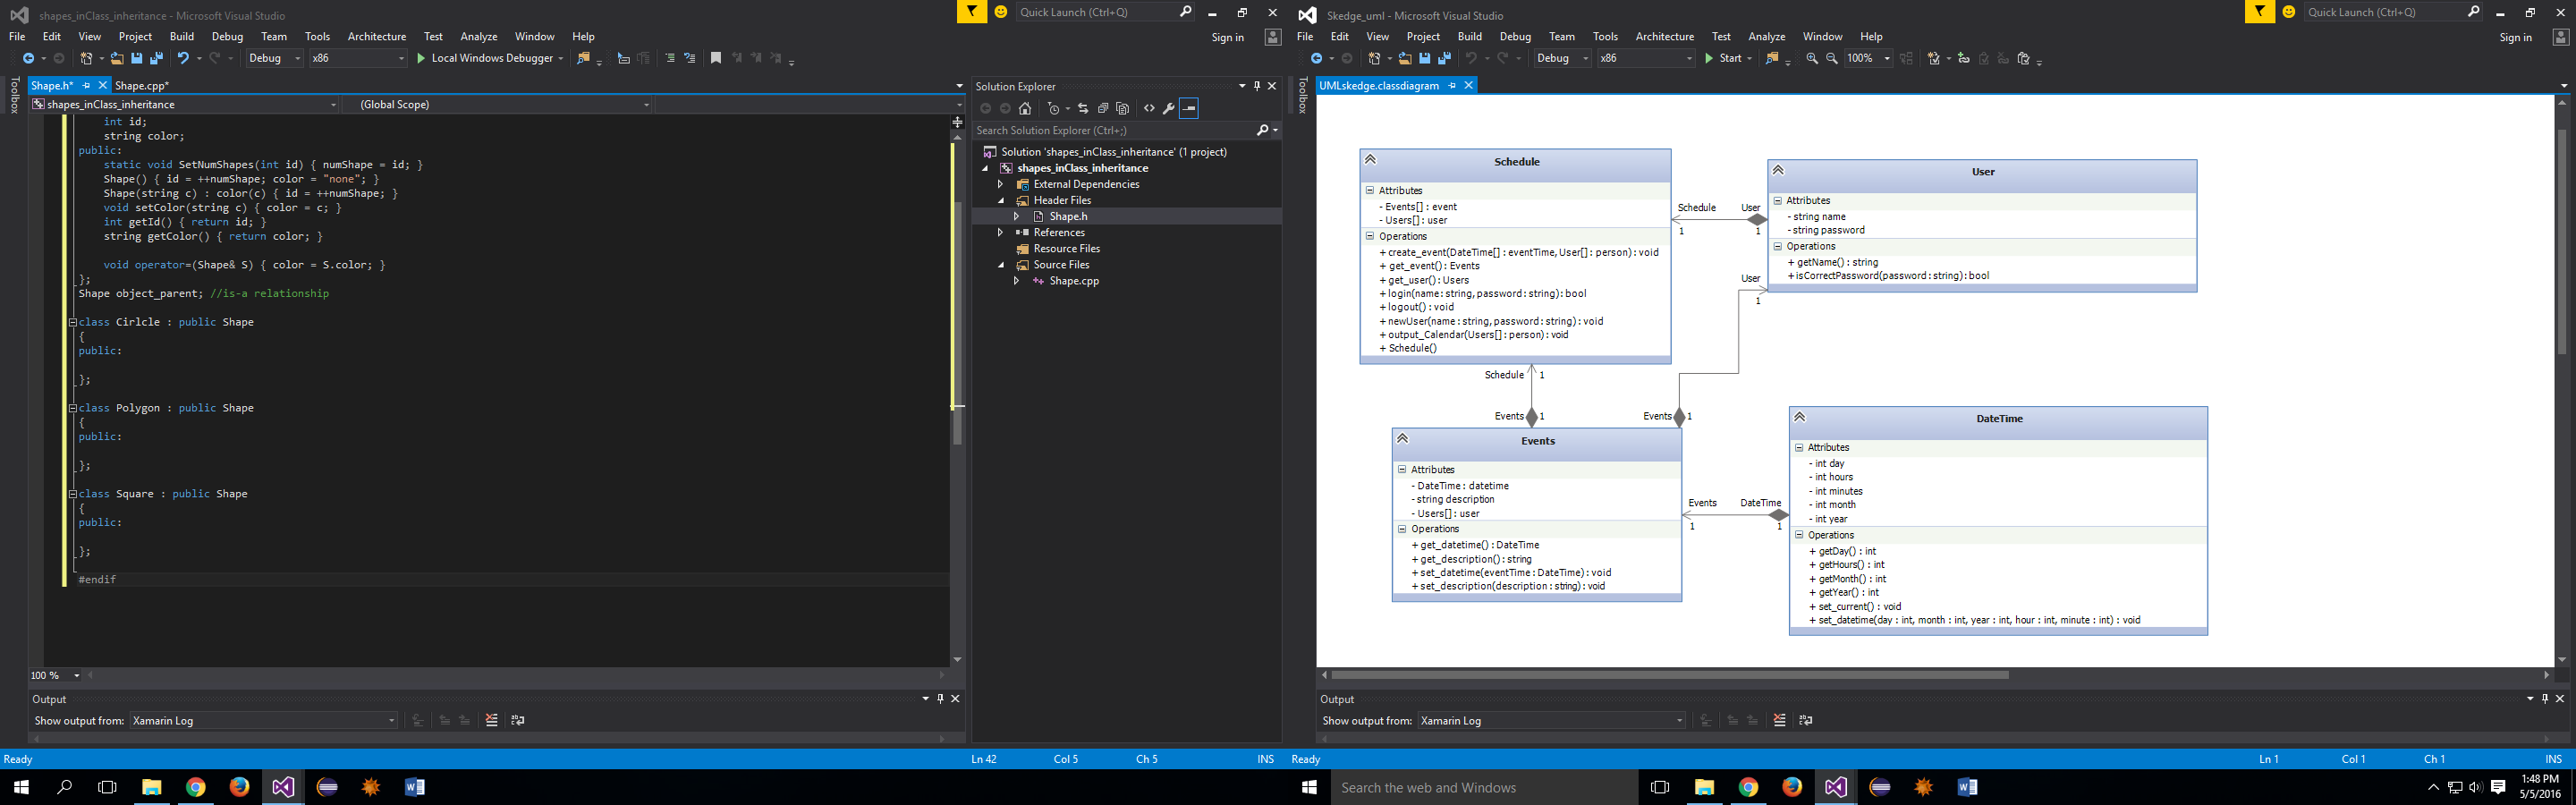 shapes_inClass_inheritance - Microsoft Visual Studio
Quick Launch (Ctrl+Q)
File Edit View Project Build Debug Team Tools Architecture Test Analyze Window Help
Sign in
Debug x86 Local Windows Debugger
Toolbox
Shape.h* Shape.cpp*
shapes_inClass_inheritance (Global Scope)
int id;
string color;
public:
static void SetNumShapes(int id) { numShape = id; }
Shape() { id = ++numShape; color = "none"; }
Shape(string c) : color(c) { id = ++numShape; }
void setColor(string c) { color = c; }
int getId() { return id; }
string getColor() { return color; }
void operator=(Shape& S) { color = S.color; }
};
Shape object_parent; //is-a relationship
class Cirlcle : public Shape
{
public:
};
class Polygon : public Shape
{
public:
};
class Square : public Shape
{
public:
};
#endif
100 %
Output
Show output from: Xamarin Log
Ready Ln 42 Col 5 Ch 5 INS
Solution Explorer
Search Solution Explorer (Ctrl+;)
Solution 'shapes_inClass_inheritance' (1 project)
shapes_inClass_inheritance
External Dependencies
Header Files
Shape.h
References
Resource Files
Source Files
Shape.cpp
Skedge_uml - Microsoft Visual Studio
Quick Launch (Ctrl+Q)
File Edit View Project Build Debug Team Tools Architecture Test Analyze Window Help
Sign in
Debug x86 Start 100%
Toolbox
UMLskedge.classdiagram
Schedule
Attributes
- Events[] : event
- Users[] : user
Operations
+ create_event(DateTime[] : eventTime, User[] : person) : void
+ get_event() : Events
+ get_user() : Users
+ login(name : string, password : string) : bool
+ logout() : void
+ newUser(name : string, password : string) : void
+ output_Calendar(Users[] : person) : void
+ Schedule()
Schedule User
1 1
User
Attributes
- string name
- string password
Operations
+ getName() : string
+ isCorrectPassword(password : string) : bool
User
1
Schedule 1
Events 1
Events 1
Events
Attributes
- DateTime : datetime
- string description
- Users[] : user
Operations
+ get_datetime() : DateTime
+ get_description() : string
+ set_datetime(eventTime : DateTime) : void
+ set_description(description : string) : void
Events DateTime
1 1
DateTime
Attributes
- int day
- int hours
- int minutes
- int month
- int year
Operations
+ getDay() : int
+ getHours() : int
+ getMonth() : int
+ getYear() : int
+ set_current() : void
+ set_datetime(day : int, month : int, year : int, hour : int, minute : int) : void
Output
Show output from: Xamarin Log
Ready Ln 1 Col 1 Ch 1 INS
Search the web and Windows
1:48 PM
5/5/2016